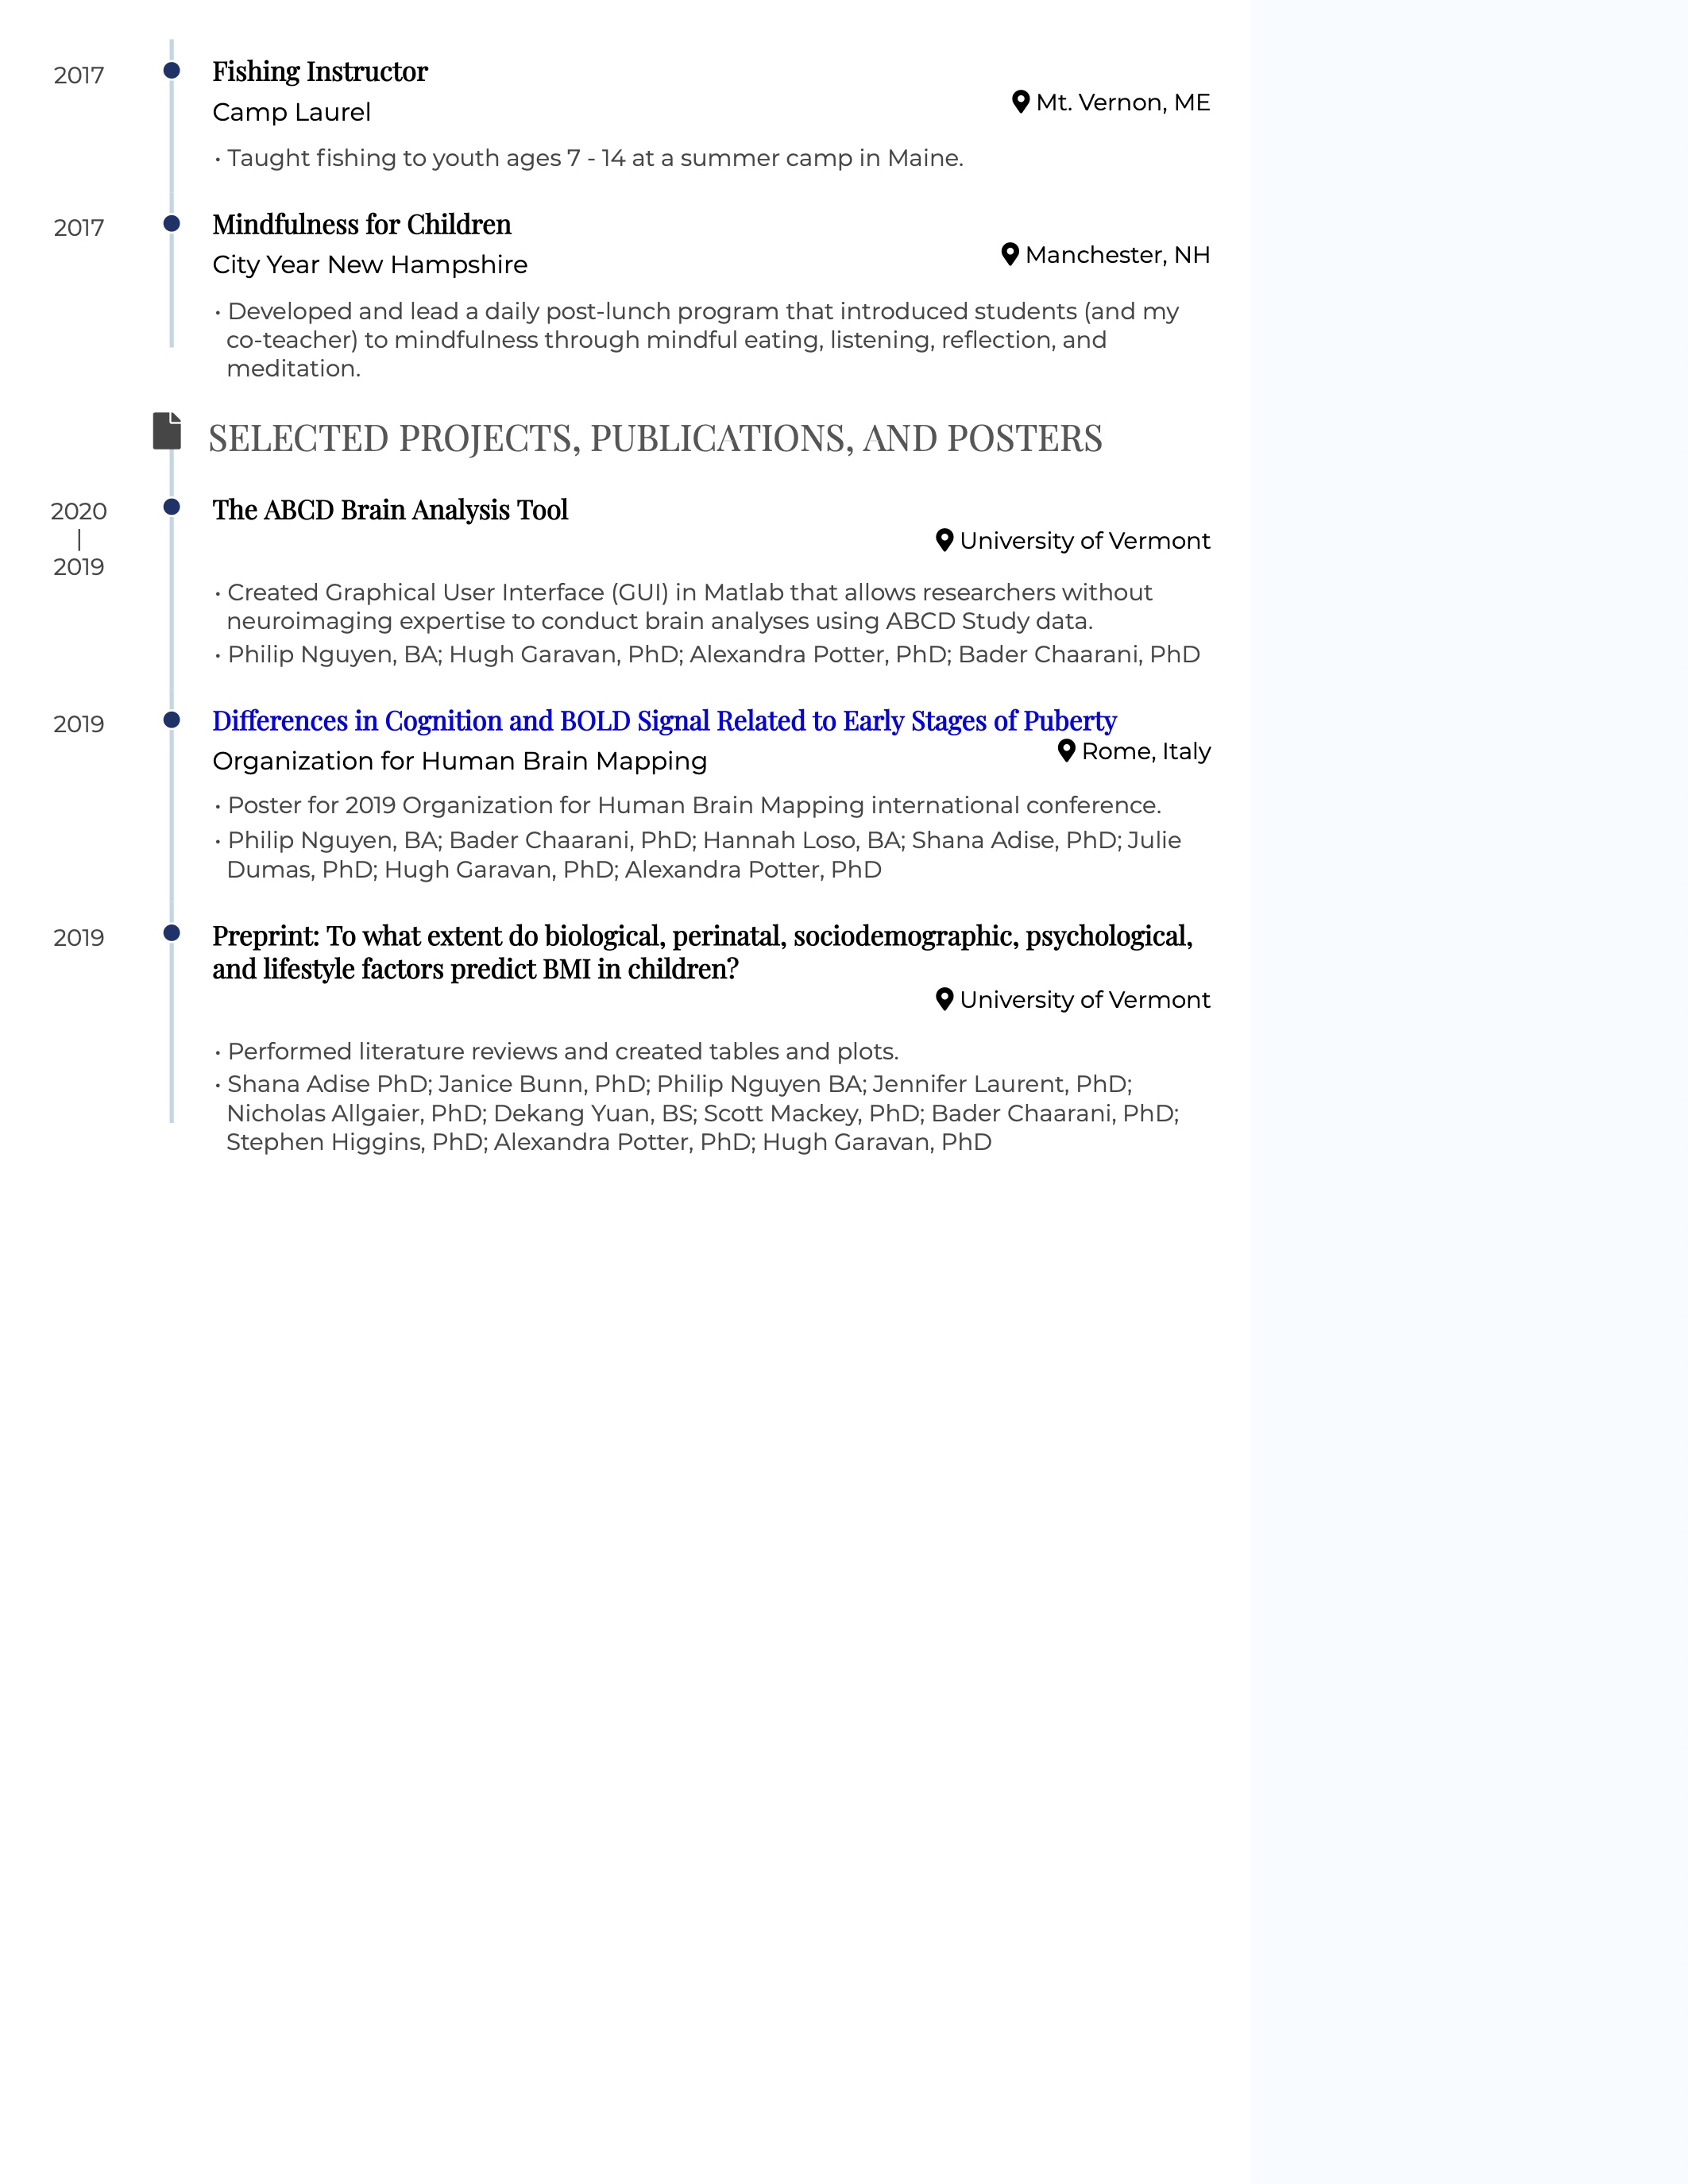 2017
Fishing Instructor
Camp Laurel
Mt. Vernon, ME
• Taught fishing to youth ages 7 - 14 at a summer camp in Maine.
2017
Mindfulness for Children
City Year New Hampshire
Manchester, NH
• Developed and lead a daily post-lunch program that introduced students (and my
co-teacher) to mindfulness through mindful eating, listening, reflection, and
meditation.
SELECTED PROJECTS, PUBLICATIONS, AND POSTERS
2020
|
2019
The ABCD Brain Analysis Tool
University of Vermont
• Created Graphical User Interface (GUI) in Matlab that allows researchers without
neuroimaging expertise to conduct brain analyses using ABCD Study data.
• Philip Nguyen, BA; Hugh Garavan, PhD; Alexandra Potter, PhD; Bader Chaarani, PhD
2019
Differences in Cognition and BOLD Signal Related to Early Stages of Puberty
Organization for Human Brain Mapping
Rome, Italy
• Poster for 2019 Organization for Human Brain Mapping international conference.
• Philip Nguyen, BA; Bader Chaarani, PhD; Hannah Loso, BA; Shana Adise, PhD; Julie
Dumas, PhD; Hugh Garavan, PhD; Alexandra Potter, PhD
2019
Preprint: To what extent do biological, perinatal, sociodemographic, psychological,
and lifestyle factors predict BMI in children?
University of Vermont
• Performed literature reviews and created tables and plots.
• Shana Adise PhD; Janice Bunn, PhD; Philip Nguyen BA; Jennifer Laurent, PhD;
Nicholas Allgaier, PhD; Dekang Yuan, BS; Scott Mackey, PhD; Bader Chaarani, PhD;
Stephen Higgins, PhD; Alexandra Potter, PhD; Hugh Garavan, PhD